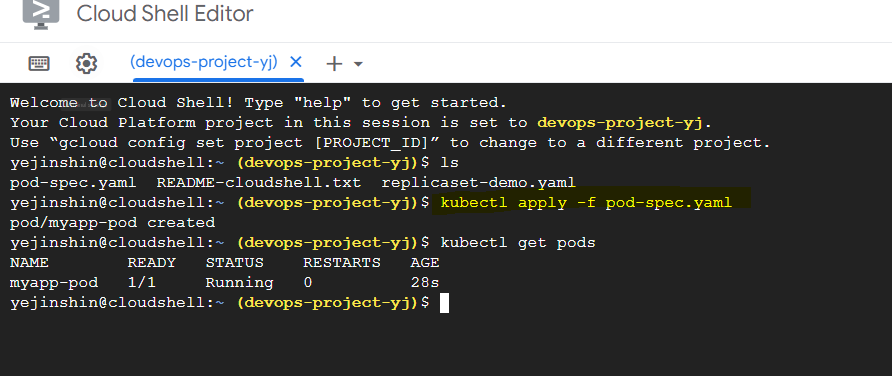 Cloud Shell Editor
(devops-project-yj)
Welcome to Cloud Shell! Type "help" to get started.
Your Cloud Platform project in this session is set to devops-project-yj.
Use “gcloud config set project [PROJECT_ID]” to change to a different project.
yejinshin@cloudshell:~ (devops-project-yj)$ ls
pod-spec.yaml  README-cloudshell.txt  replicaset-demo.yaml
yejinshin@cloudshell:~ (devops-project-yj)$ kubectl apply -f pod-spec.yaml
pod/myapp-pod created
yejinshin@cloudshell:~ (devops-project-yj)$ kubectl get pods
NAME        READY   STATUS    RESTARTS   AGE
myapp-pod   1/1     Running   0          28s
yejinshin@cloudshell:~ (devops-project-yj)$